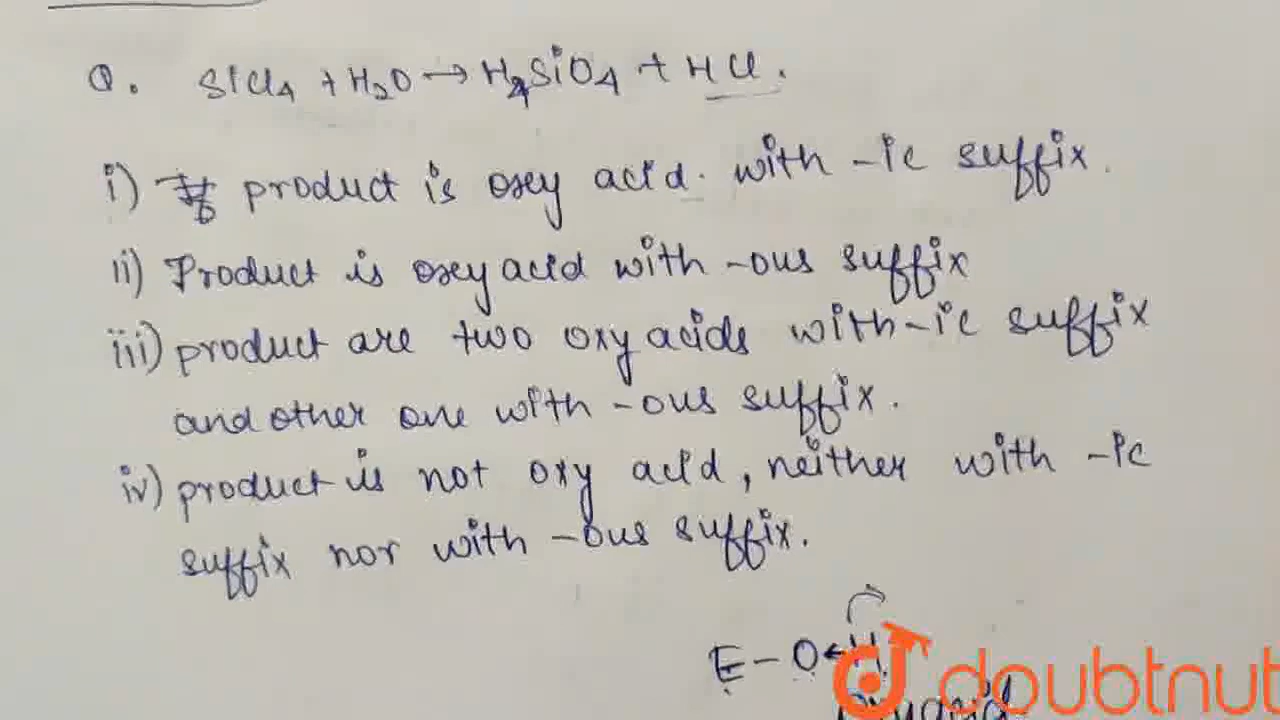 Q. SiCl4 + H2O → H4SiO4 + HCl.
i) product is oxy acid. with -ic suffix.
ii) Product is oxy acid with -ous suffix
iii) product are two oxy acids with -ic suffix
and other one with -ous suffix.
iv) product is not oxy acid, neither with -ic
suffix nor with -ous suffix.
E - O ← H
doubtnut